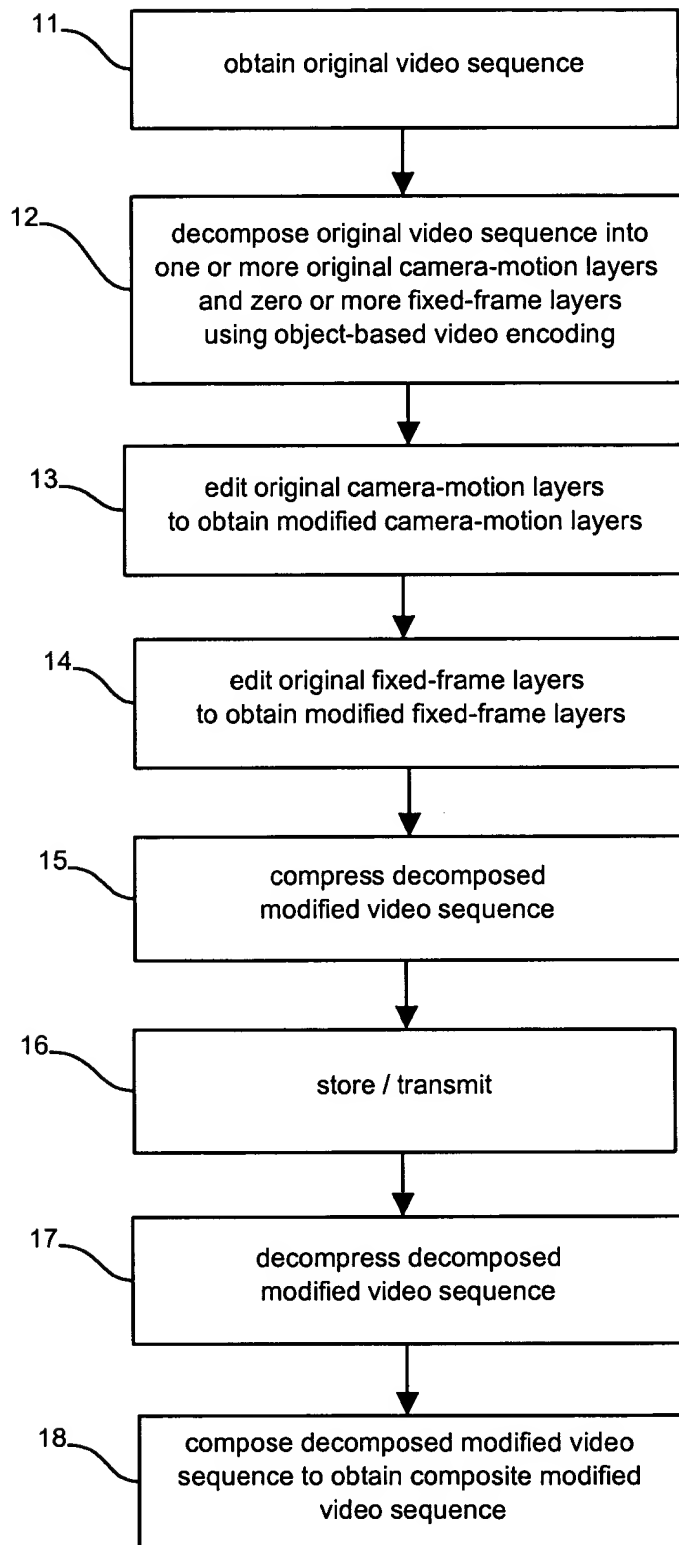 11
obtain original video sequence
12
decompose original video sequence into
one or more original camera-motion layers
and zero or more fixed-frame layers
using object-based video encoding
13
edit original camera-motion layers
to obtain modified camera-motion layers
14
edit original fixed-frame layers
to obtain modified fixed-frame layers
15
compress decomposed
modified video sequence
16
store / transmit
17
decompress decomposed
modified video sequence
18
compose decomposed modified video
sequence to obtain composite modified
video sequence